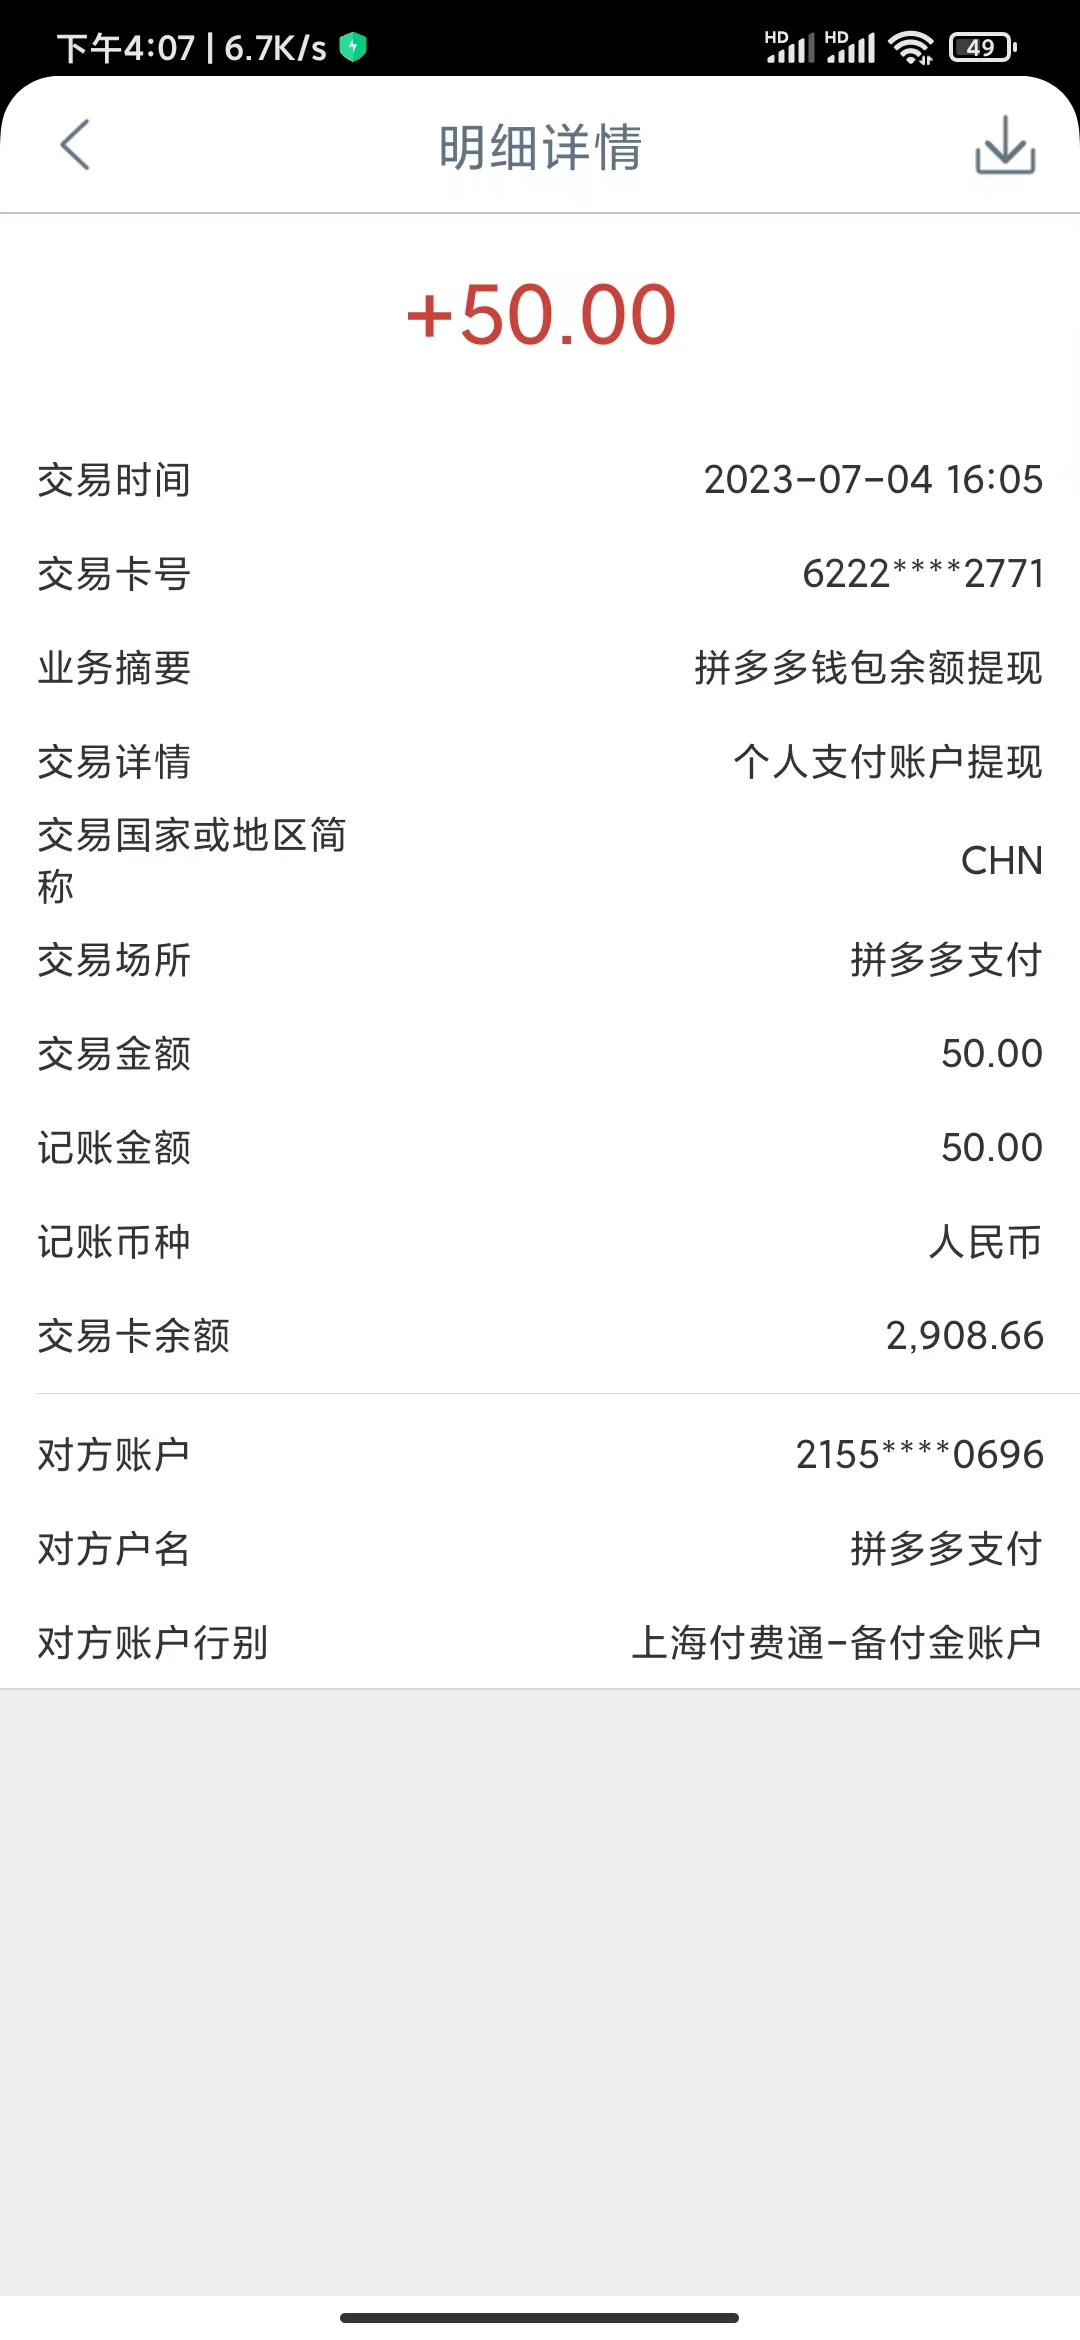 下午4:07 | 6.7K/s HD HD 49
明细详情
+50.00
交易时间 2023-07-04 16:05
交易卡号 6222****2771
业务摘要 拼多多钱包余额提现
交易详情 个人支付账户提现
交易国家或地区简
称 CHN
交易场所 拼多多支付
交易金额 50.00
记账金额 50.00
记账币种 人民币
交易卡余额 2,908.66
对方账户 2155****0696
对方户名 拼多多支付
对方账户行别 上海付费通-备付金账户